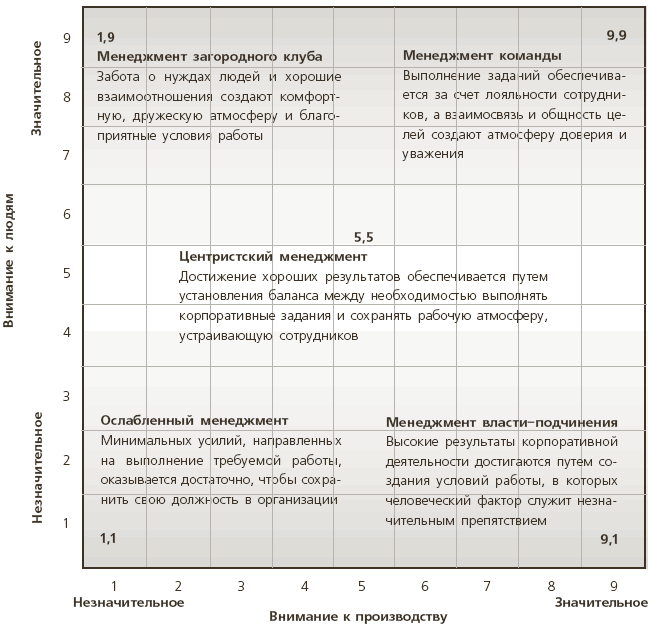 9
1,9
9,9
Менеджмент загородного клуба
Забота о нуждах людей и хорошие
взаимоотношения создают комфорт-
ную, дружескую атмосферу и благо-
приятные условия работы
Менеджмент команды
Выполнение заданий обеспечива-
ется за счет лояльности сотрудни-
ков, а взаимосвязь и общность це-
лей создают атмосферу доверия и
уважения
Значительное
8
7
6
Внимание к людям
5,5
Центристский менеджмент
Достижение хороших результатов обеспечивается путем
установления баланса между необходимостью выполнять
корпоративные задания и сохранять рабочую атмосферу,
устраивающую сотрудников
5
4
3
Незначительное
Ослабленный менеджмент
Минимальных усилий, направленных
на выполнение требуемой работы,
оказывается достаточно, чтобы сохра-
нить свою должность в организации
1,1
Менеджмент власти–подчинения
Высокие результаты корпоративной
деятельности достигаются путем со-
здания условий работы, в которых
человеческий фактор служит незна-
чительным препятствием
9,1
2
1
1 2 3 4 5 6 7 8 9
Незначительное
Значительное
Внимание к производству